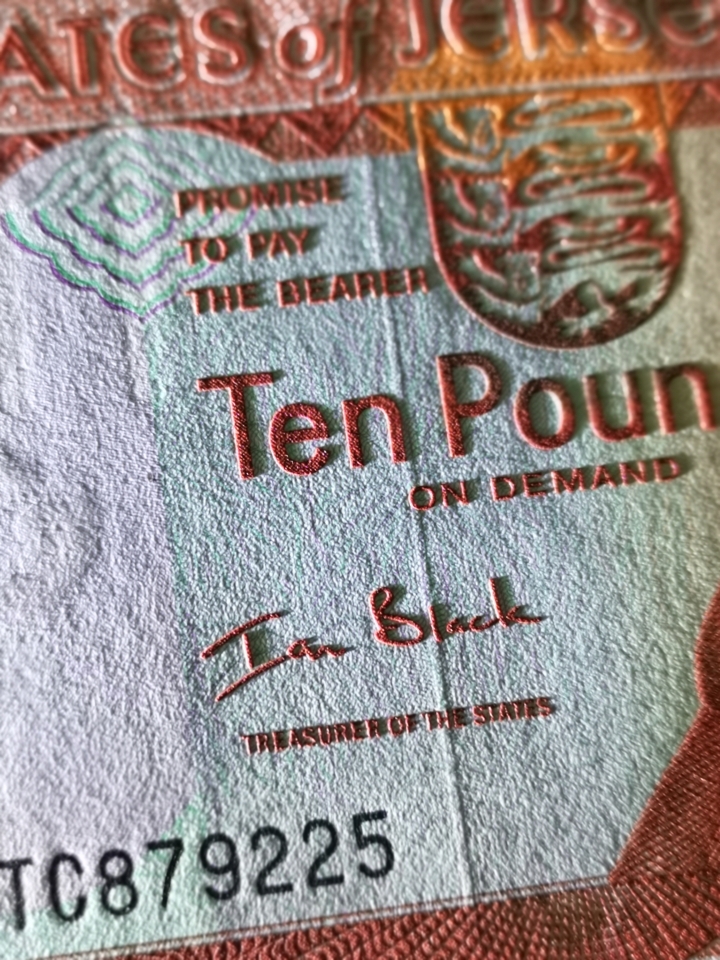 ATES of JERSE
PROMISE
TO PAY
THE BEARER
Ten Poun
ON DEMAND
Ian Black
TREASURER OF THE STATES
TC879225